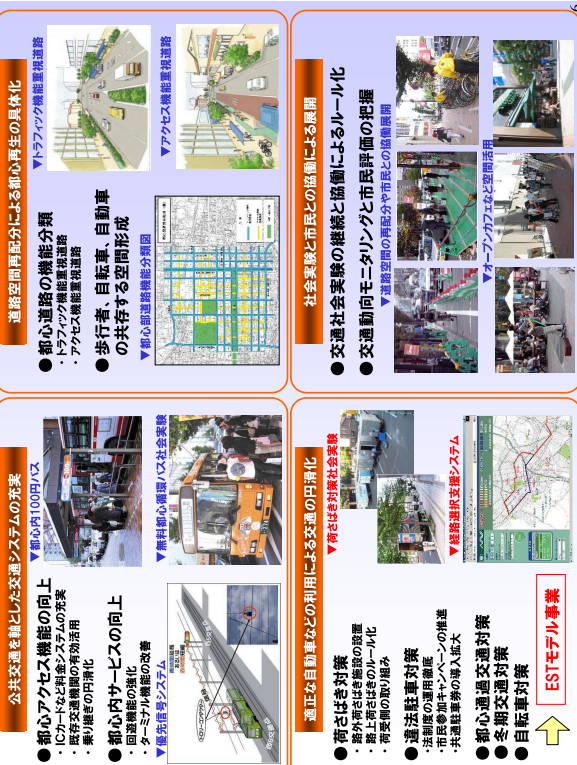 公共交通を軸とした交通システムの充実
●都心アクセス機能の向上
・ICカードなど料金システムの充実
・既存交通機関の有効活用
・乗り継ぎの円滑化
●都心内サービスの向上
・回遊機能の強化
・ターミナル機能の改善
▼優先信号システム
▼都心内100円バス
▼無料都心循環バス社会実験
道路空間再配分による都心再生の具体化
●都心道路の機能分類
・トラフィック機能重視道路
・アクセス機能重視道路
●歩行者、自転車、自動車
の共存する空間形成
▼都心部道路機能分類図
▼トラフィック機能重視道路
▼アクセス機能重視道路
適正な自動車などの利用による交通の円滑化
●荷さばき対策
・路外荷さばき施設の設置
・路上荷さばきのルール化
・荷受側の取り組み
●違法駐車対策
・法制度の運用徹底
・市民参加キャンペーンの推進
・共通駐車券の導入拡大
●都心通過交通対策
●冬期交通対策
●自転車対策
ESTモデル事業
▼荷さばき対策社会実験
▼経路選択支援システム
社会実験と市民との協働による展開
●交通社会実験の継続と協働によるルール化
●交通動向モニタリングと市民評価の把握
▼道路空間の再配分や市民との協働展開
▼オープンカフェなど空間活用